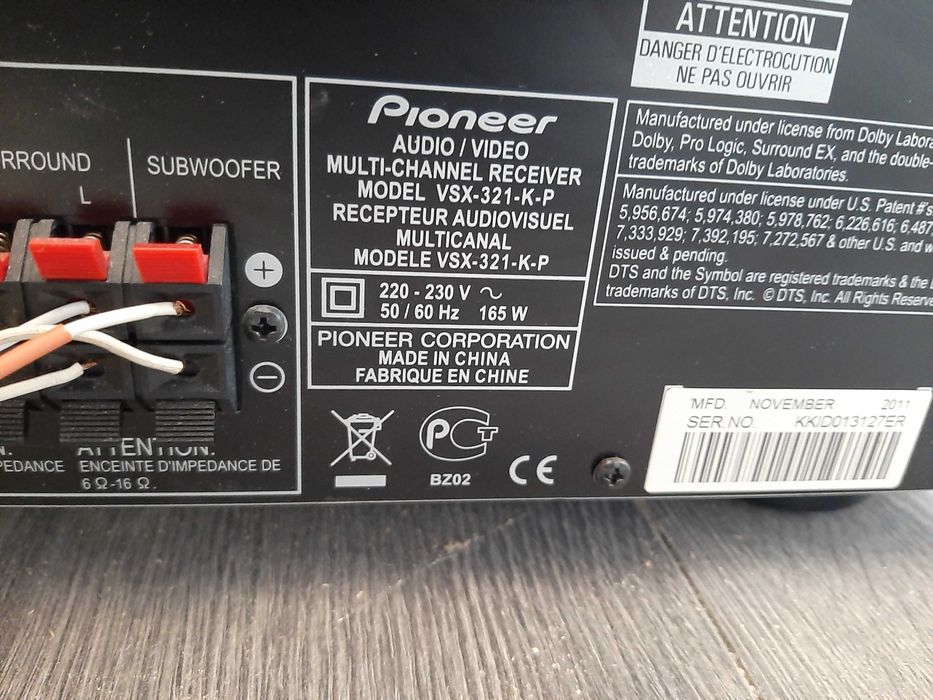 ATTENTION
DANGER D'ELECTROCUTION
NE PAS OUVRIR
L
SUBWOOFER
+
−
ATTENTION:
ENCEINTE D'IMPEDANCE DE
6 Ω -16 Ω .
Pioneer
AUDIO / VIDEO
MULTI-CHANNEL RECEIVER
MODEL VSX-321-K-P
RECEPTEUR AUDIOVISUEL
MULTICANAL
MODELE VSX-321-K-P
220 - 230 V ~
50 / 60 Hz 165 W
PIONEER CORPORATION
MADE IN CHINA
FABRIQUE EN CHINE
BZ02
CE
Manufactured under license from Dolby
Dolby, Pro Logic, Surround EX, and the double-
trademarks of Dolby Laboratories.
Manufactured under license under U.S. Patent #'s
5,956,674; 5,974,380; 5,978,762; 6,226,616; 6,487,
7,333,929; 7,392,195; 7,272,567 & other U.S. and
issued & pending.
DTS and the Symbol are registered trademarks & the
trademarks of DTS, Inc. © DTS, Inc. All Rights
MFD. NOVEMBER 2011
SER.NO. KKID013127ER